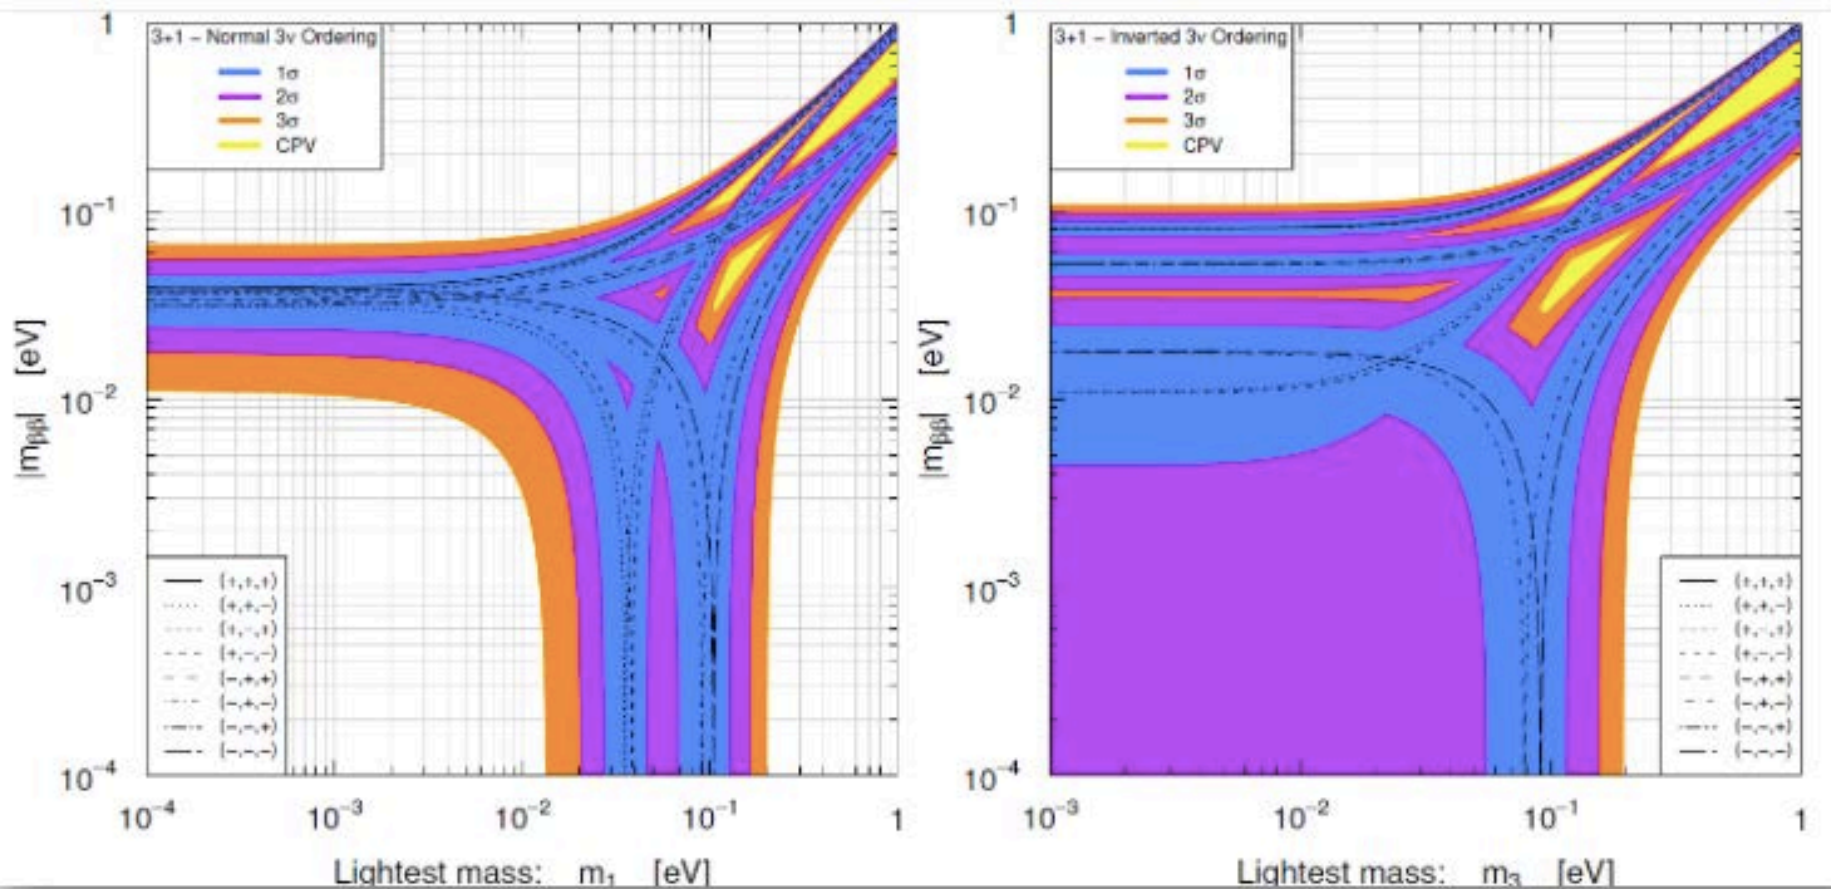 3+1 – Normal 3ν Ordering
1σ
2σ
3σ
CPV
1
10⁻¹
10⁻²
10⁻³
10⁻⁴
|mββ| [eV]
(+,+,+)
(+,+,−)
(+,−,+)
(+,−,−)
(−,+,+)
(−,+,−)
(−,−,+)
(−,−,−)
10⁻⁴ 10⁻³ 10⁻² 10⁻¹ 1
Lightest mass: m₁ [eV]
3+1 – Inverted 3ν Ordering
1σ
2σ
3σ
CPV
1
10⁻¹
10⁻²
10⁻³
10⁻⁴
|mββ| [eV]
(+,+,+)
(+,+,−)
(+,−,+)
(+,−,−)
(−,+,+)
(−,+,−)
(−,−,+)
(−,−,−)
10⁻³ 10⁻² 10⁻¹ 1
Lightest mass: m₃ [eV]